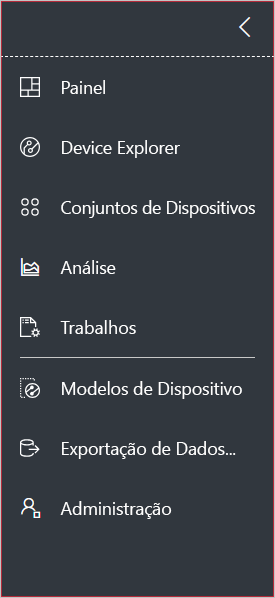 Painel
Device Explorer
Conjuntos de Dispositivos
Análise
Trabalhos
Modelos de Dispositivo
Exportação de Dados...
Administração